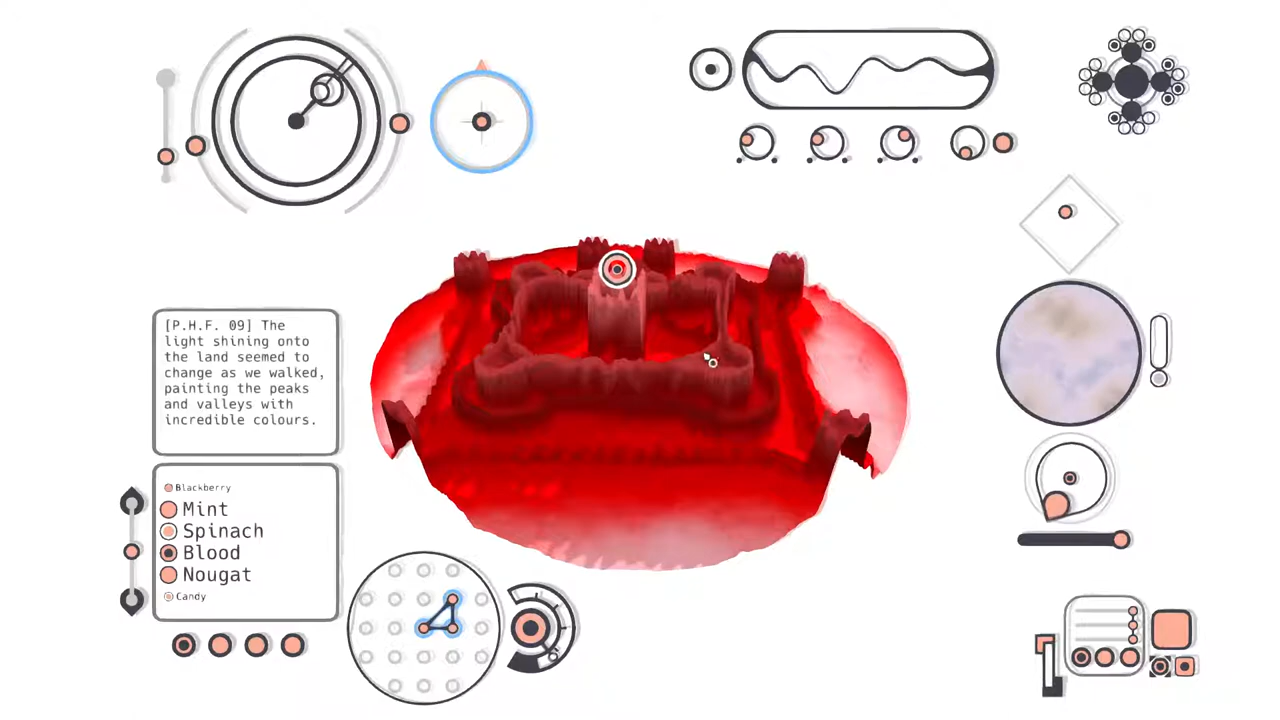 [P.H.F. 09] The
light shining onto
the land seemed to
change as we walked,
painting the peaks
and valleys with
incredible colours.
Blackberry
Mint
Spinach
Blood
Nougat
Candy